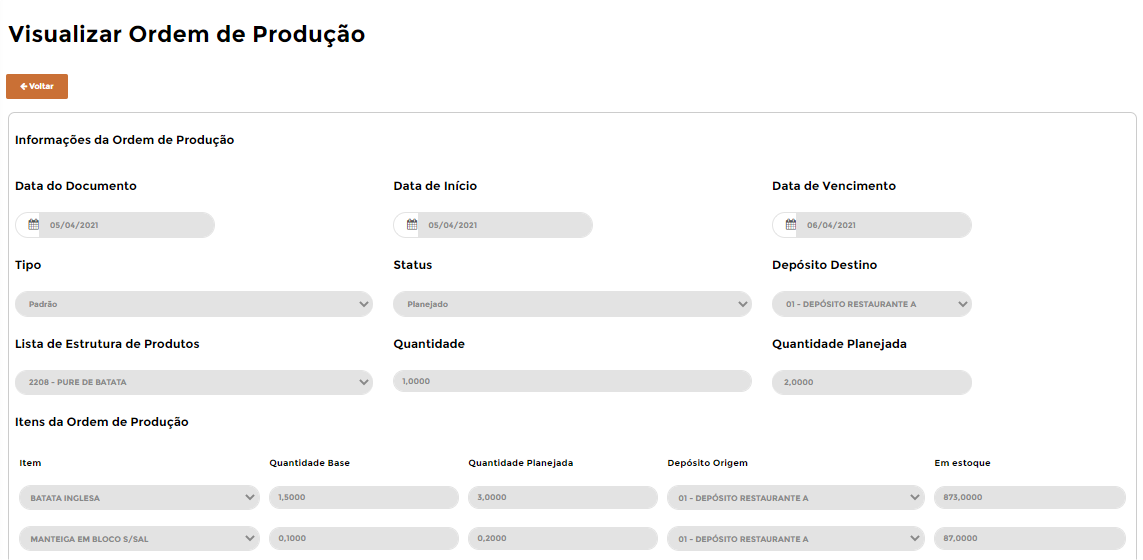 Visualizar Ordem de Produção
Voltar
Informações da Ordem de Produção
Data do Documento Data de Início Data de Vencimento
05/04/2021 05/04/2021 06/04/2021
Tipo Status Depósito Destino
Padrão Planejado 01 - DEPÓSITO RESTAURANTE A
Lista de Estrutura de Produtos Quantidade Quantidade Planejada
2208 - PURE DE BATATA 1,0000 2,0000
Itens da Ordem de Produção
Item Quantidade Base Quantidade Planejada Depósito Origem Em estoque
BATATA INGLESA 1,5000 3,0000 01 - DEPÓSITO RESTAURANTE A 873,0000
MANTEIGA EM BLOCO S/SAL 0,1000 0,2000 01 - DEPÓSITO RESTAURANTE A 87,0000